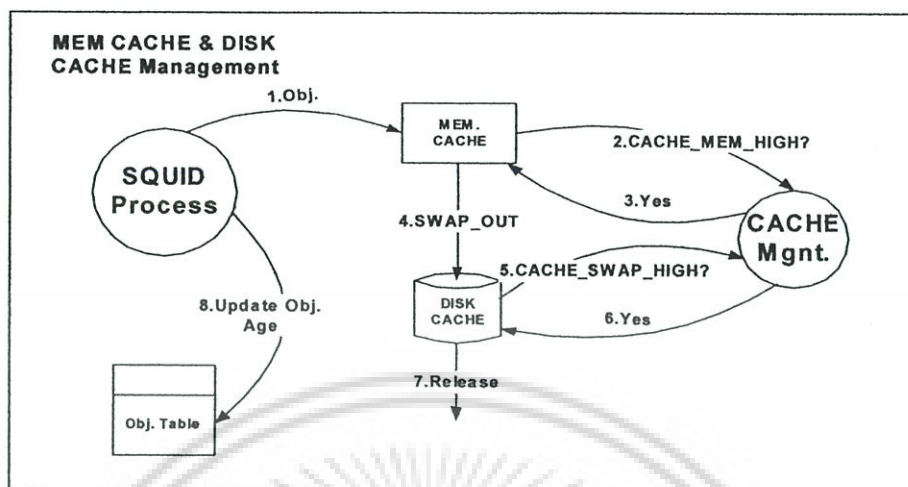 MEM CACHE & DISK
CACHE Management
1.Obj.
MEM.
CACHE
2.CACHE_MEM_HIGH?
SQUID
Process
3.Yes
CACHE
Mgnt.
4.SWAP_OUT
5.CACHE_SWAP_HIGH?
DISK
CACHE
6.Yes
8.Update Obj.
Age
7.Release
Obj. Table